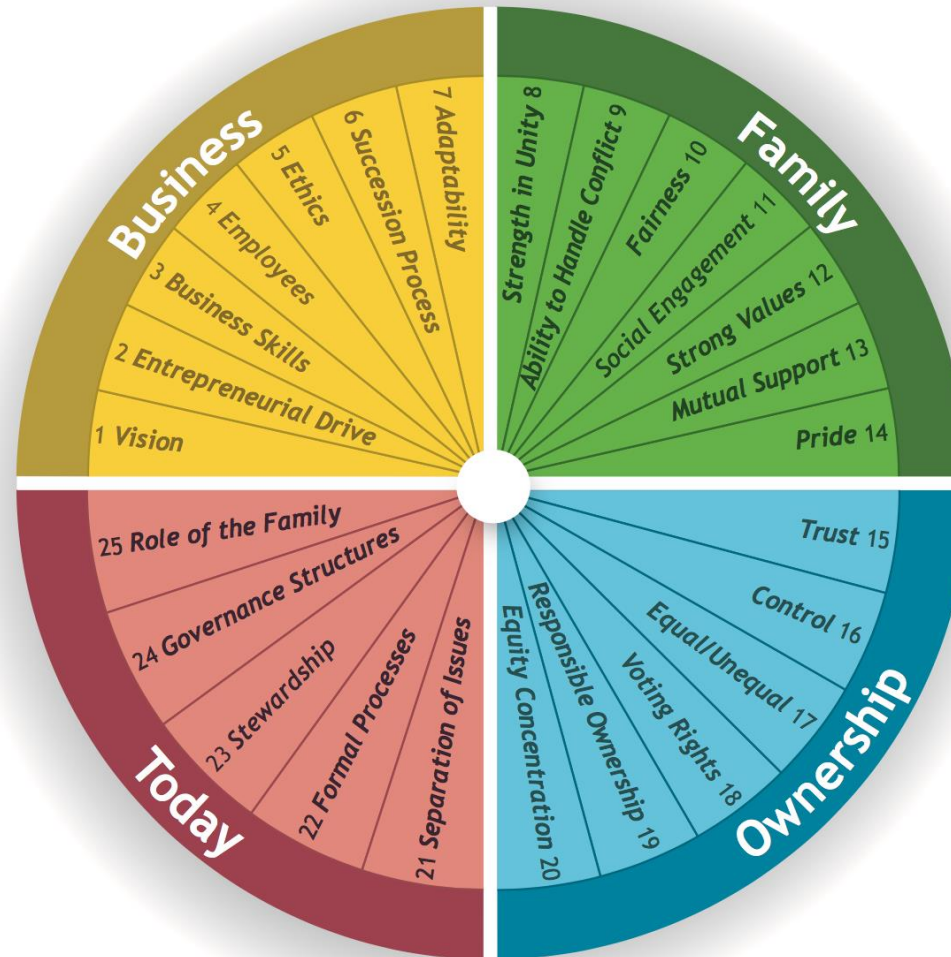 Business
1 Vision
2 Entrepreneurial Drive
3 Business Skills
4 Employees
5 Ethics
6 Succession Process
7 Adaptability
Family
Strength in Unity 8
Ability to Handle Conflict 9
Fairness 10
Social Engagement 11
Strong Values 12
Mutual Support 13
Pride 14
Ownership
Trust 15
Control 16
Equal/Unequal 17
Voting Rights 18
Responsible Ownership 19
Equity Concentration 20
Today
21 Separation of Issues
22 Formal Processes
23 Stewardship
24 Governance Structures
25 Role of the Family